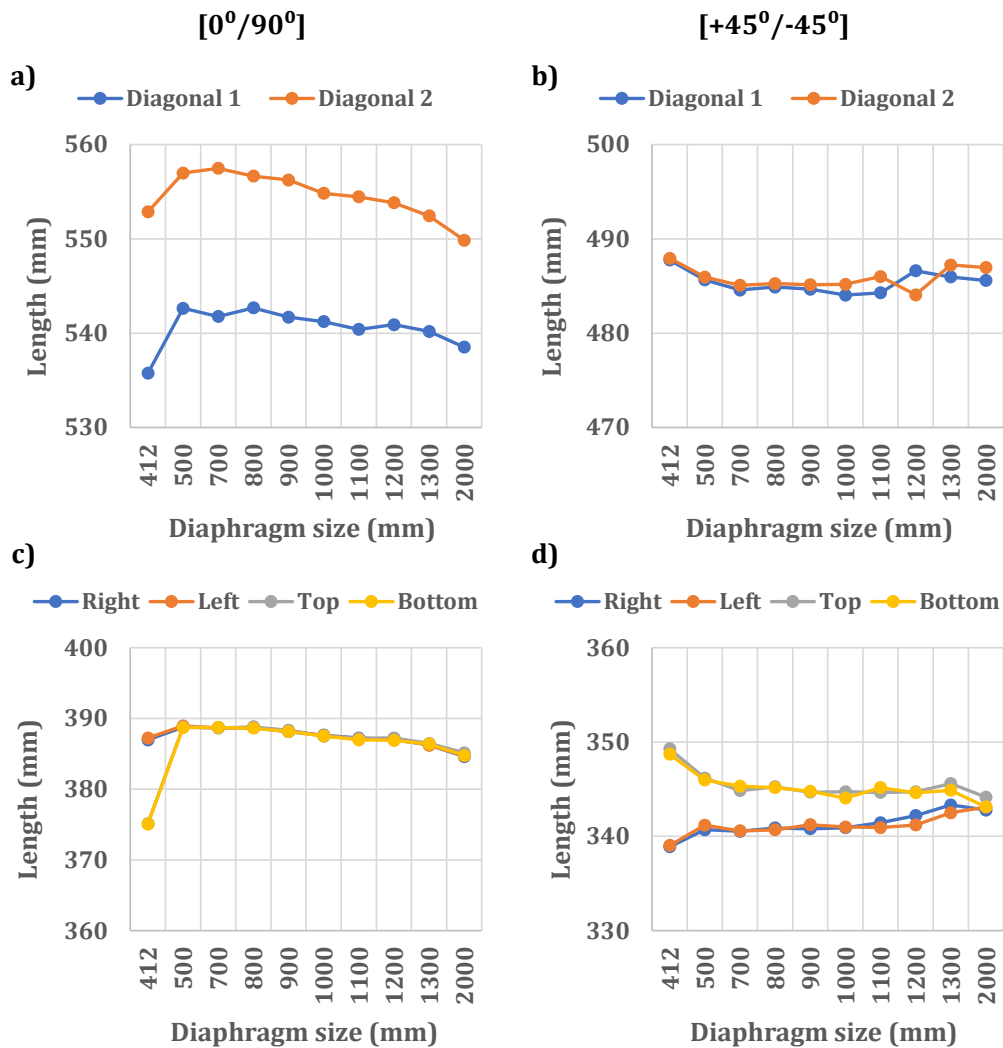 [0⁰/90⁰] [+45⁰/-45⁰]
a) b)
Diagonal 1 Diagonal 2 Diagonal 1 Diagonal 2
560 500
550 490
540 480
530 470
Length (mm) Length (mm)
412 500 700 800 900 1000 1100 1200 1300 2000 412 500 700 800 900 1000 1100 1200 1300 2000
Diaphragm size (mm) Diaphragm size (mm)
c) d)
Right Left Top Bottom Right Left Top Bottom
400 360
390 350
380 340
370
360 330
Length (mm) Length (mm)
412 500 700 800 900 1000 1100 1200 1300 2000 412 500 700 800 900 1000 1100 1200 1300 2000
Diaphragm size (mm) Diaphragm size (mm)